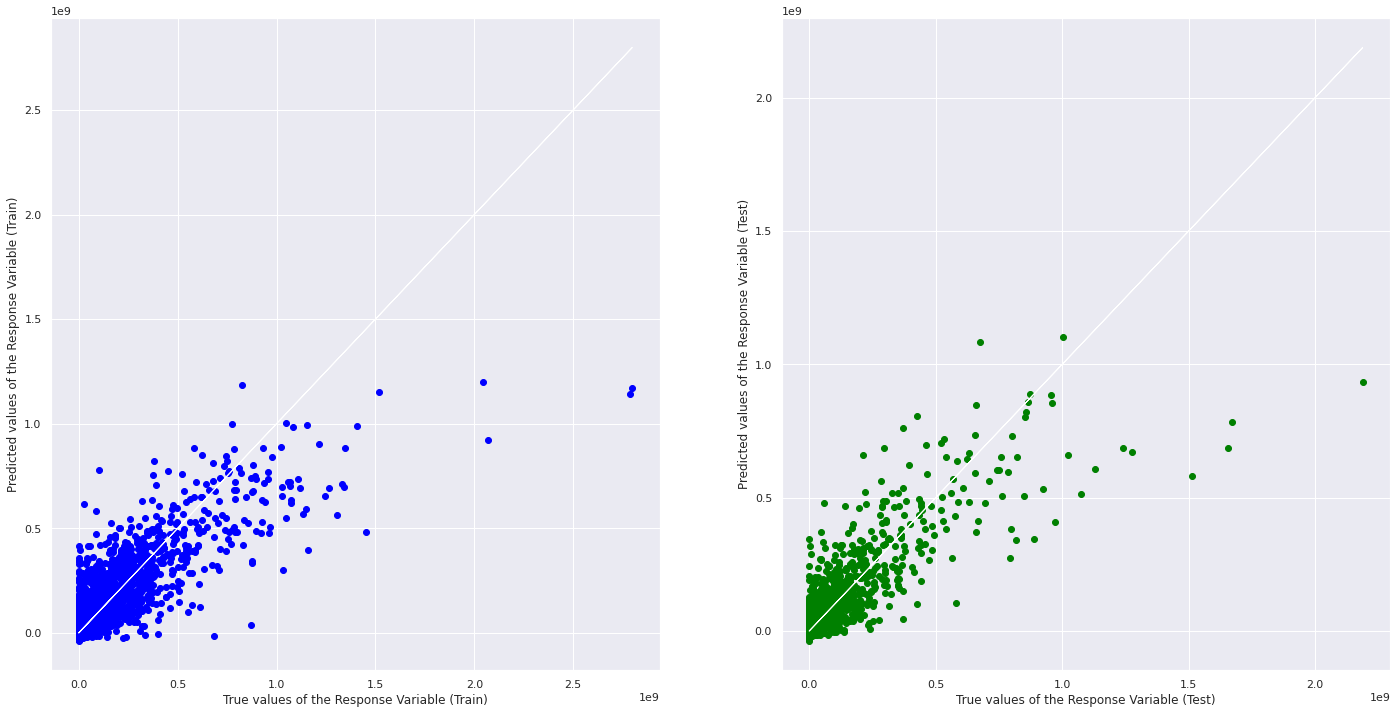 1e9
2.5
2.0
1.5
1.0
0.5
0.0
Predicted values of the Response Variable (Train)
0.0 0.5 1.0 1.5 2.0 2.5
1e9
True values of the Response Variable (Train)
1e9
2.0
1.5
1.0
0.5
0.0
Predicted values of the Response Variable (Test)
0.0 0.5 1.0 1.5 2.0
1e9
True values of the Response Variable (Test)